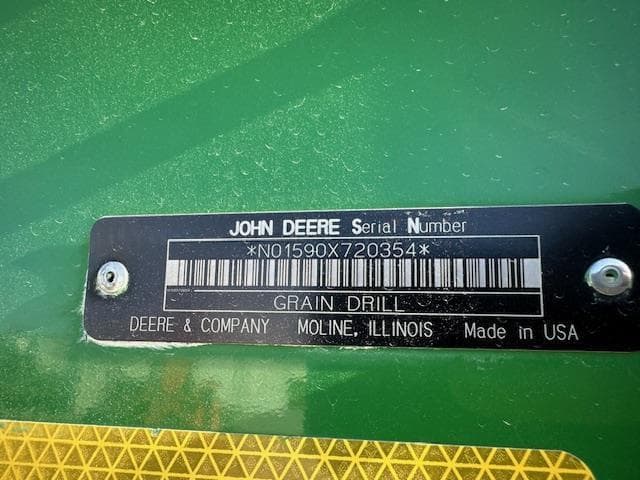 JOHN DEERE Serial Number
*N01590X720354*
GRAIN DRILL
DEERE & COMPANY MOLINE, ILLINOIS Made in USA